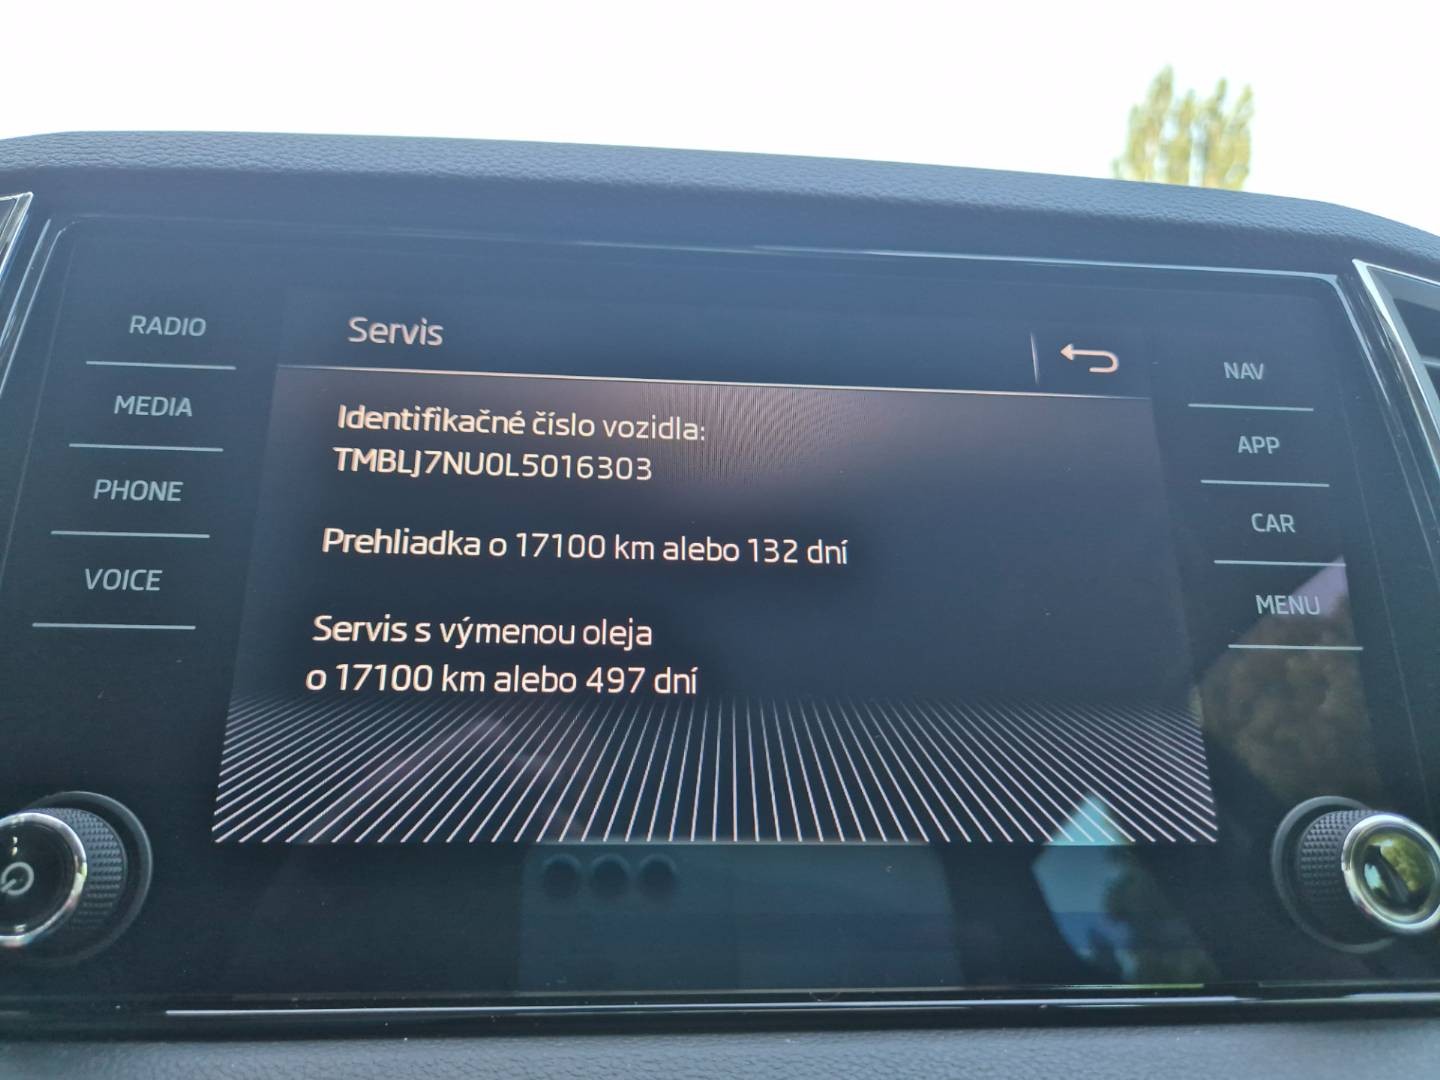 RADIO
MEDIA
PHONE
VOICE
Servis
Identifikačné číslo vozidla:
TMBLJ7NU0L5016303
Prehliadka o 17100 km alebo 132 dní
Servis s výmenou oleja
o 17100 km alebo 497 dní
NAV
APP
CAR
MENU